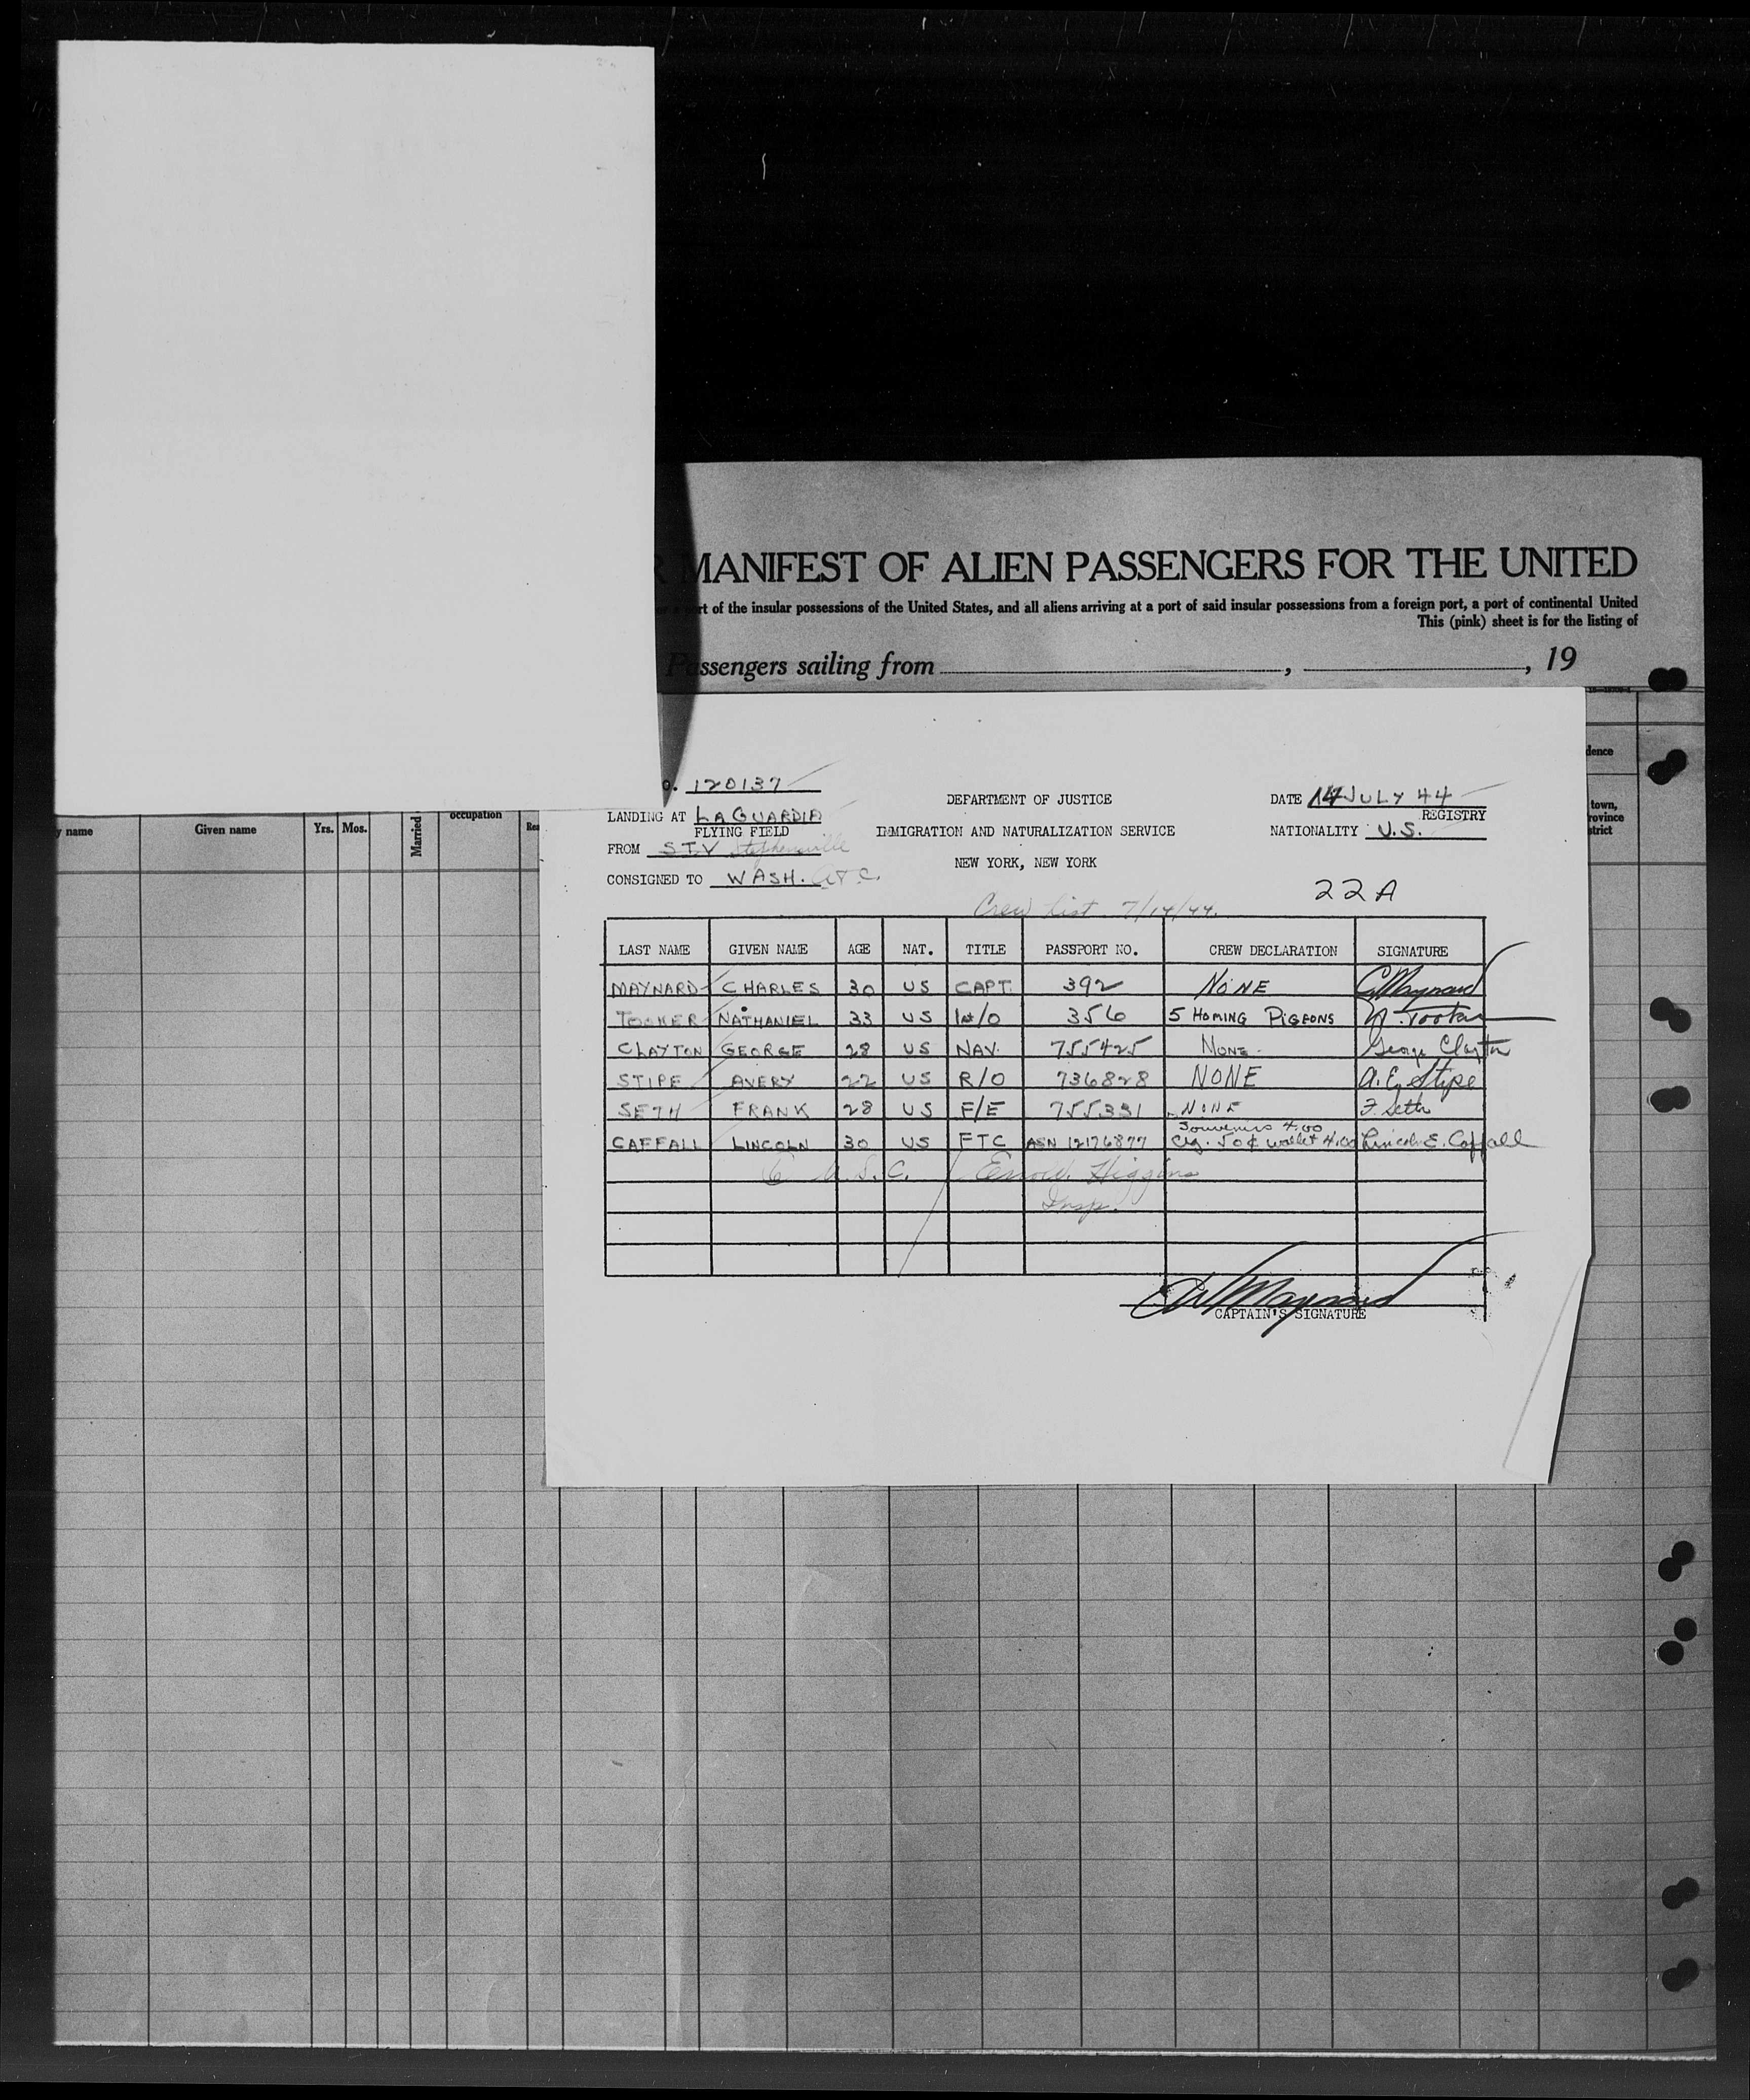 MANIFEST OF ALIEN PASSENGERS FOR THE UNITED
rt of the insular possessions of the United States, and all aliens arriving at a port of said insular possessions from a foreign port, a port of continental United
This (pink) sheet is for the listing of
Passengers sailing from , , 19
dence
town,
rovince
strict
y name Given name Yrs. Mos. Married occupation Rea
o. 120137
DEPARTMENT OF JUSTICE DATE 14 JULY 44
LANDING AT LAGUARDIA REGISTRY
FLYING FIELD IMMIGRATION AND NATURALIZATION SERVICE NATIONALITY U.S.
FROM STV Stephenville
NEW YORK, NEW YORK
CONSIGNED TO WASH. D.C.
22A
Crew list 7/14/44.
LAST NAME GIVEN NAME AGE NAT. TITLE PASSPORT NO. CREW DECLARATION SIGNATURE
MAYNARD CHARLES 30 US CAPT. 392 NONE C Maynard
TOOKER NATHANIEL 33 US 1st/O 356 5 HOMING PIGEONS N. Tooker
CLAYTON GEORGE 28 US NAV. 755425 NONE - George Clayton
STIPE AVERY 22 US R/O 736828 NONE A. E. Stipe
SETH FRANK 28 US F/E 755331 NONE F. Seth
Souvenirs 4.00
CAFFALL LINCOLN 30 US FTC ASN 12176877 Cig. 50¢ wallet 4.00 Lincoln E. Caffall
6 U.S.C. Higgins
Insp.
CW Maynard
CAPTAIN'S SIGNATURE